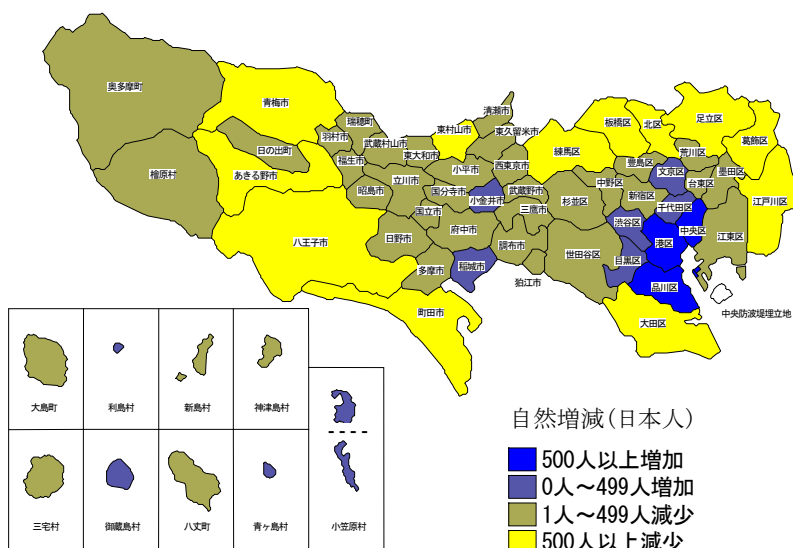 奥多摩町
青梅市
瑞穂町
清瀬市
東村山市
板橋区
北区
足立区
葛飾区
羽村市
武蔵村山市
東久留米市
日の出町
東大和市
練馬区
荒川区
福生市
小平市
西東京市
豊島区
文京区
墨田区
台東区
檜原村
あきる野市
昭島市
立川市
国分寺市
小金井市
武蔵野市
杉並区
中野区
新宿区
千代田区
江戸川区
国立市
三鷹市
渋谷区
中央区
江東区
八王子市
日野市
府中市
調布市
世田谷区
目黒区
港区
多摩市
稲城市
狛江市
品川区
町田市
大田区
中央防波堤埋立地
大島町
利島村
新島村
神津島村
三宅村
御蔵島村
八丈町
青ヶ島村
小笠原村
自然増減(日本人)
500人以上増加
0人～499人増加
1人～499人減少
500人以上減少